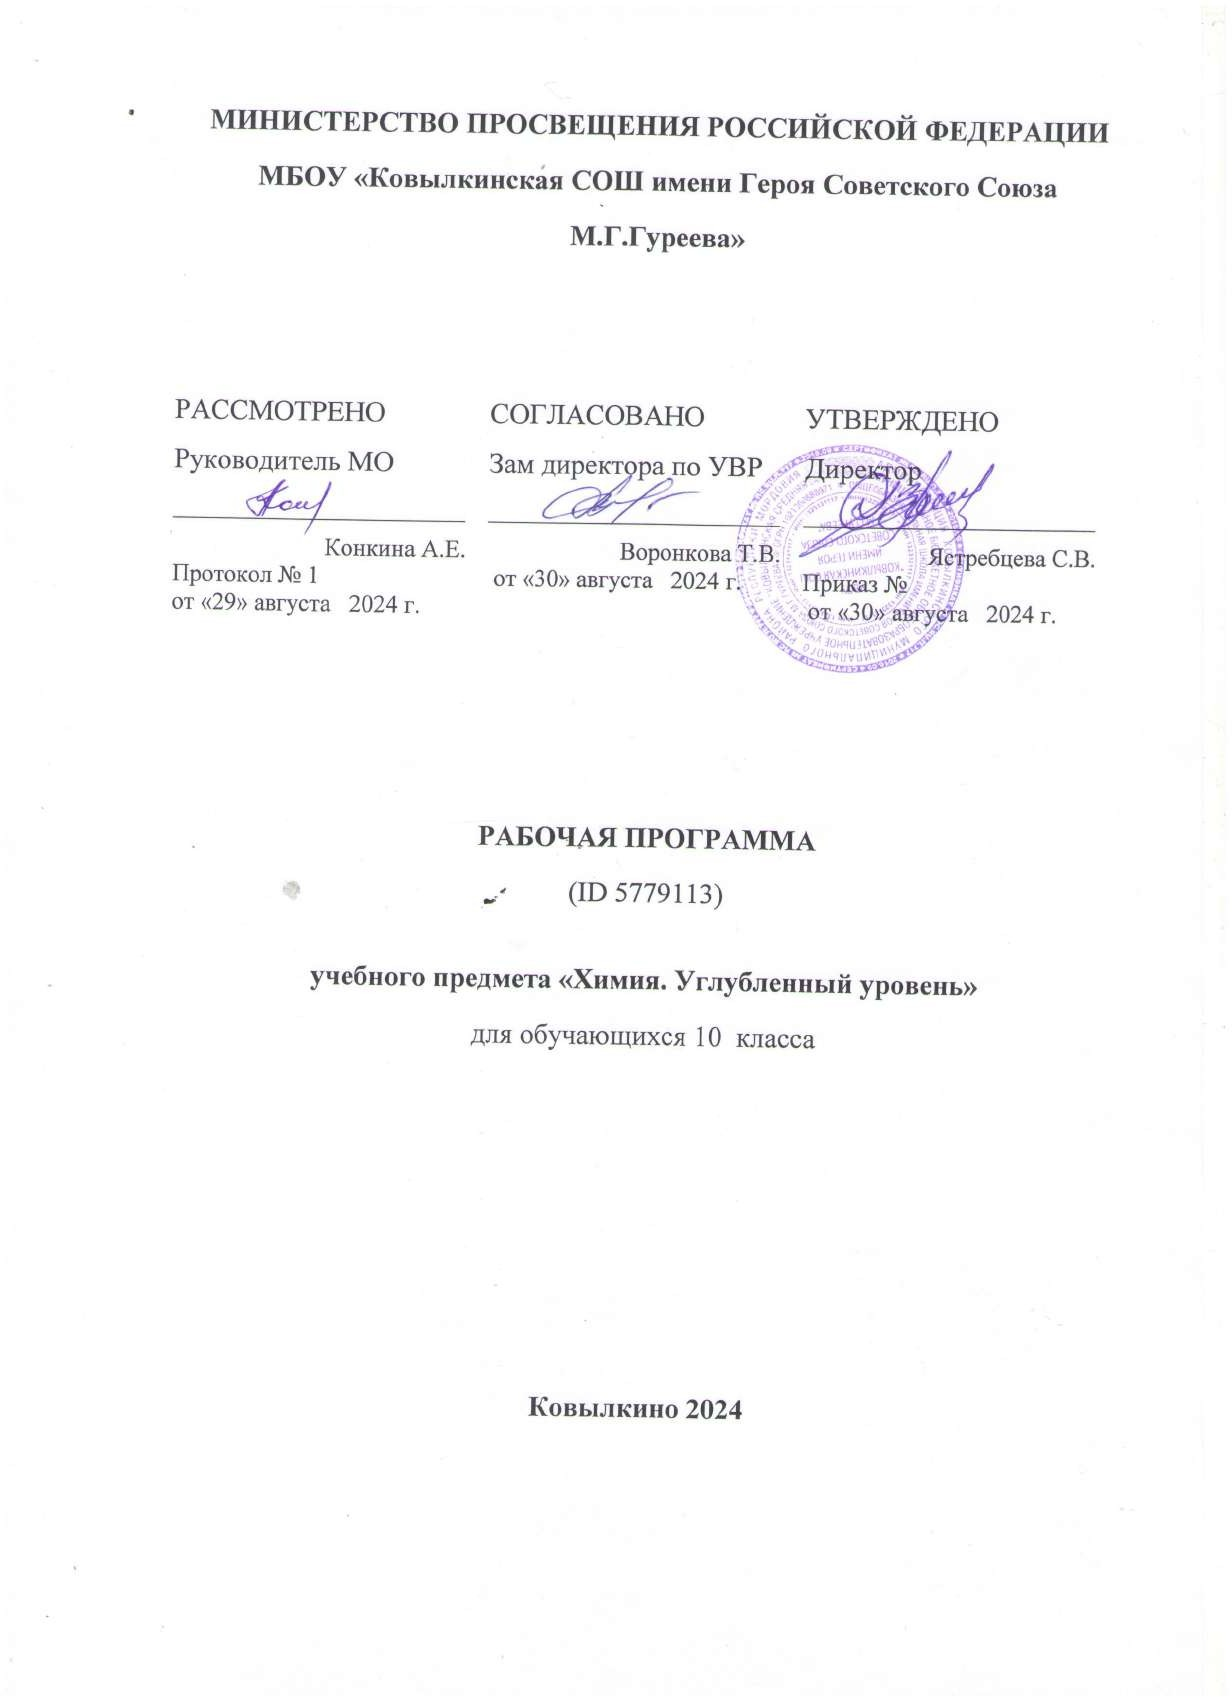 МИНИСТЕРСТВО ПРОСВЕЩЕНИЯ РОССИЙСКОЙ ФЕДЕРАЦИИ
МБОУ «Ковылкинская СОШ имени Героя Советского Союза
М.Г.Гуреева»
РАССМОТРЕНО
Руководитель МО
Конкина А.Е.
Протокол № 1
от «29» августа 2024 г.
СОГЛАСОВАНО
Зам директора по УВР
Воронкова Т.В.
от «30» августа 2024 г.
УТВЕРЖДЕНО
Директор
Ястребцева С.В.
Приказ №
от «30» августа 2024 г.
РАБОЧАЯ ПРОГРАММА
(ID 5779113)
учебного предмета «Химия. Углубленный уровень»
для обучающихся 10 класса
Ковылкино 2024